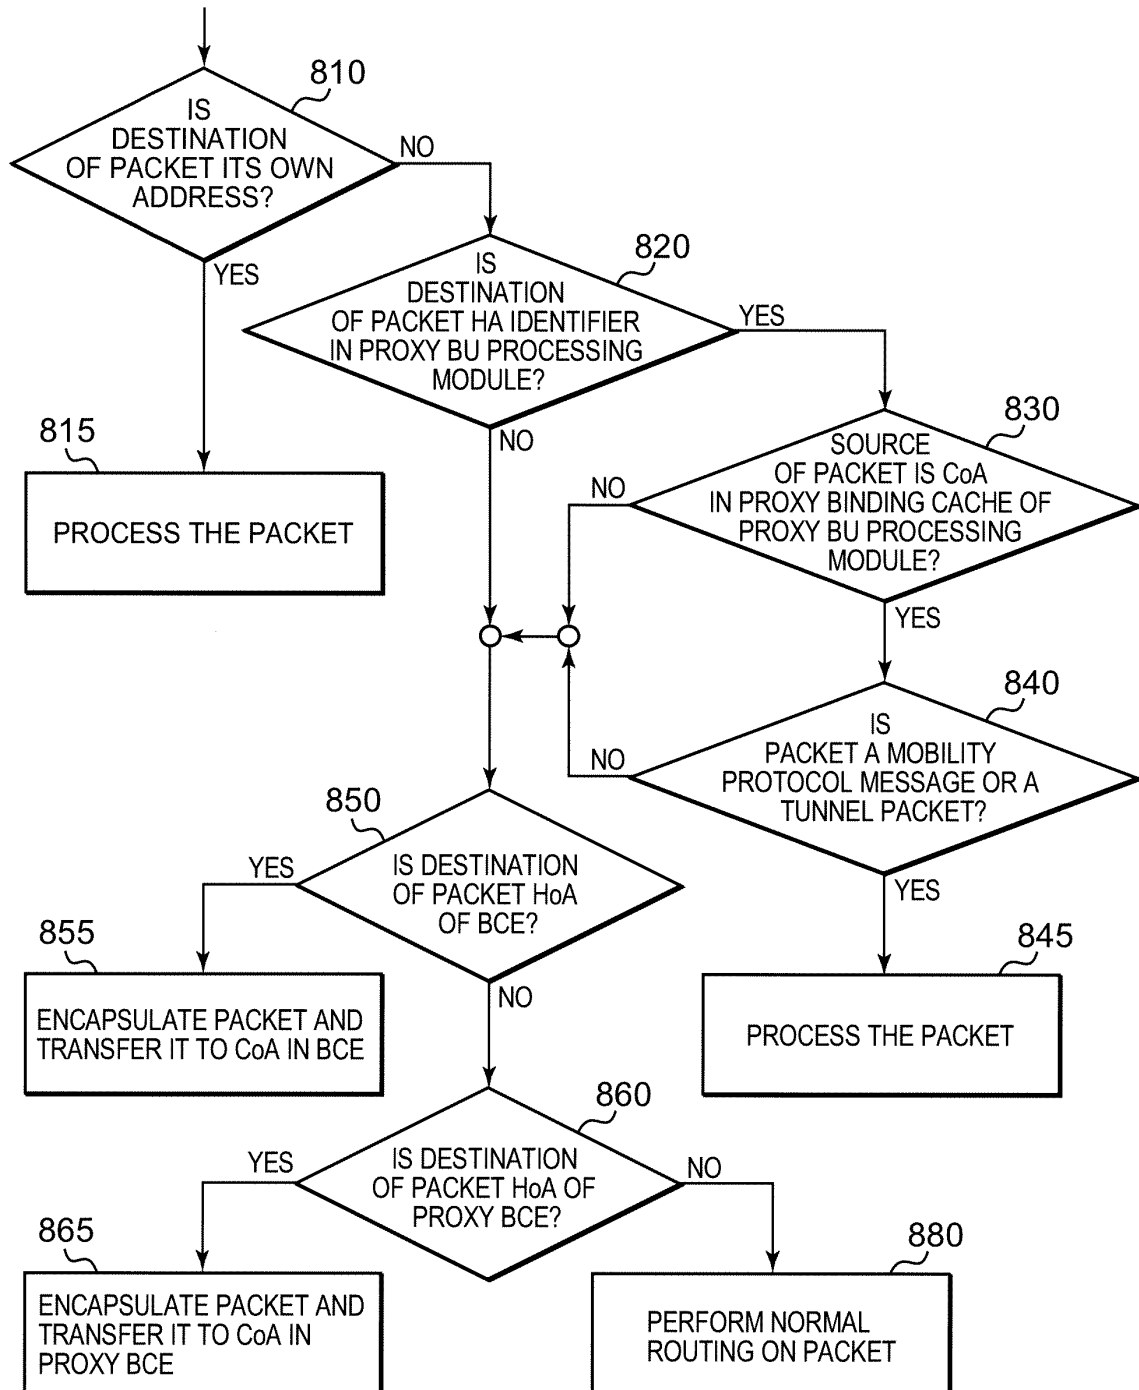 810
IS
DESTINATION
OF PACKET ITS OWN
ADDRESS?
NO
YES
820
IS
DESTINATION
OF PACKET HA IDENTIFIER
IN PROXY BU PROCESSING
MODULE?
YES
NO
815
PROCESS THE PACKET
830
SOURCE
OF PACKET IS CoA
IN PROXY BINDING CACHE OF
PROXY BU PROCESSING
MODULE?
NO
YES
840
IS
PACKET A MOBILITY
PROTOCOL MESSAGE OR A
TUNNEL PACKET?
NO
YES
850
IS DESTINATION
OF PACKET HoA
OF BCE?
YES
NO
855
ENCAPSULATE PACKET AND
TRANSFER IT TO CoA IN BCE
845
PROCESS THE PACKET
860
IS DESTINATION
OF PACKET HoA OF
PROXY BCE?
YES
NO
865
ENCAPSULATE PACKET AND
TRANSFER IT TO CoA IN
PROXY BCE
880
PERFORM NORMAL
ROUTING ON PACKET